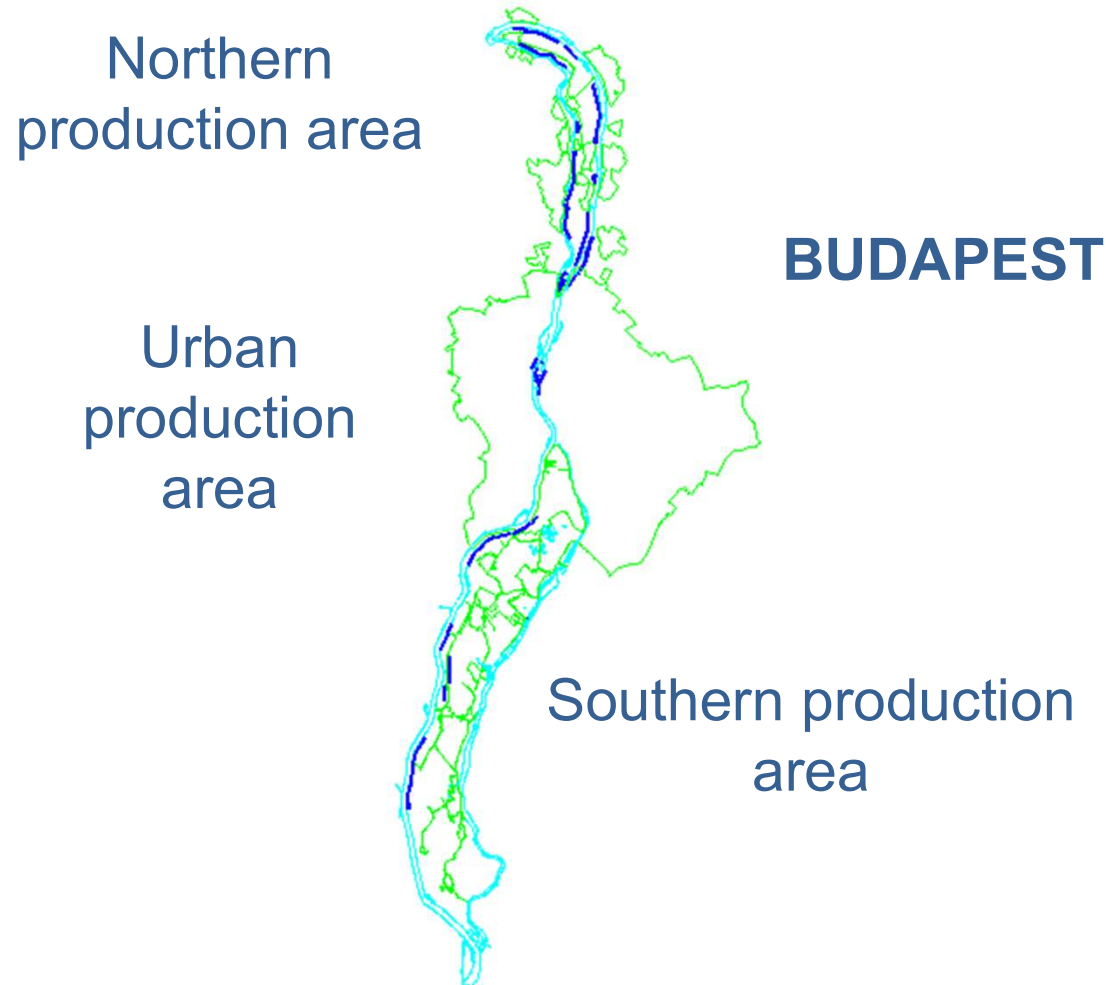 Northern
production area
BUDAPEST
Urban
production
area
Southern production
area